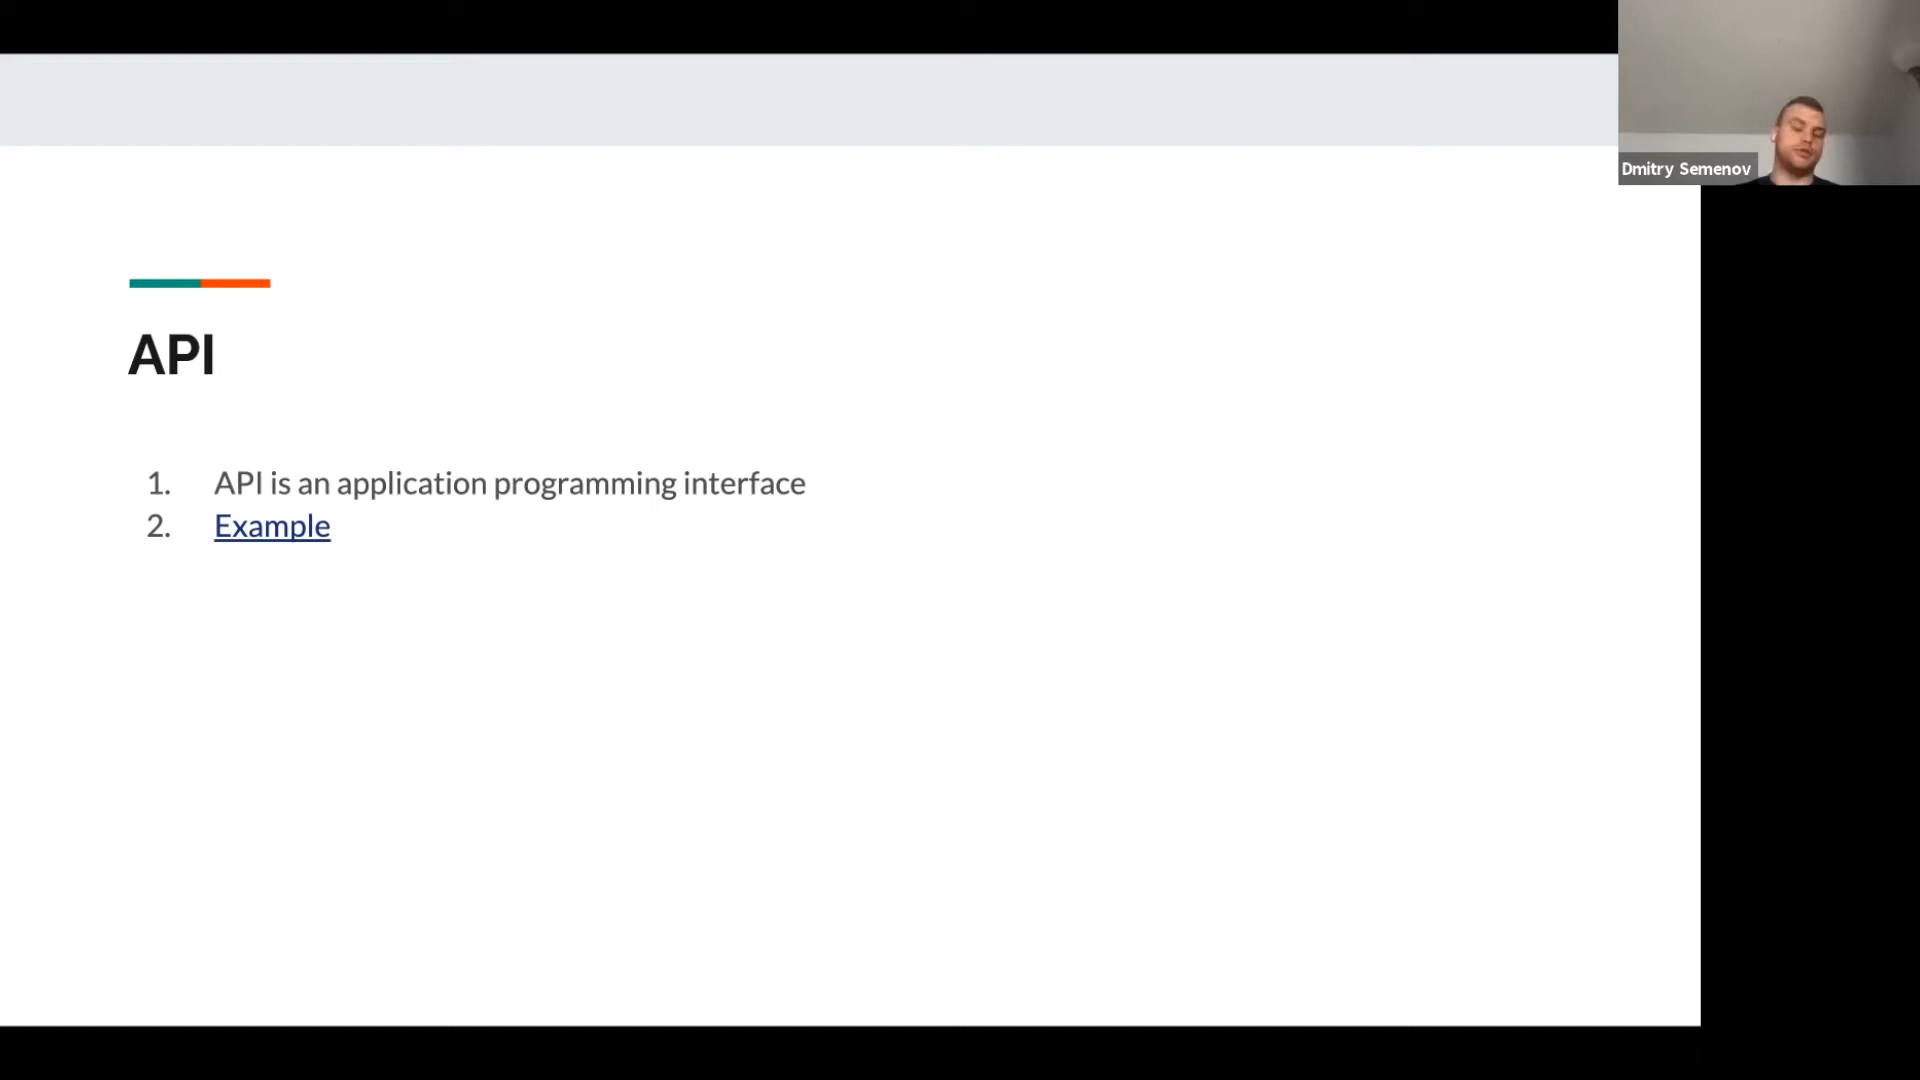 Dmitry Semenov
API
1. API is an application programming interface
2. Example